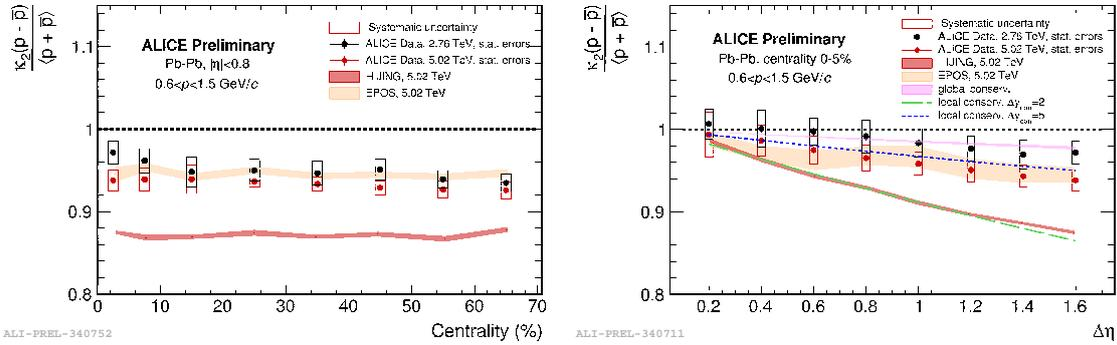 κ₂(p - p̅)
⟨p + p̅⟩
1.1
1
0.9
0.8
ALICE Preliminary
Pb-Pb, |η|<0.8
0.6<p<1.5 GeV/c
Systematic uncertainty
ALICE Data, 2.76 TeV, stat. errors
ALICE Data, 5.02 TeV, stat. errors
HIJING, 5.02 TeV
EPOS, 5.02 TeV
0 10 20 30 40 50 60 70
Centrality (%)
ALI-PREL-340752
κ₂(p - p̅)
⟨p + p̅⟩
1.1
1
0.9
0.8
ALICE Preliminary
Pb-Pb, centrality 0-5%
0.6<p<1.5 GeV/c
Systematic uncertainty
ALICE Data, 2.76 TeV, stat. errors
ALICE Data, 5.02 TeV, stat. errors
HIJING, 5.02 TeV
EPOS, 5.02 TeV
global conserv.
local conserv. Δy_corr=2
local conserv. Δy_corr=5
0.2 0.4 0.6 0.8 1 1.2 1.4 1.6
Δη
ALI-PREL-340711